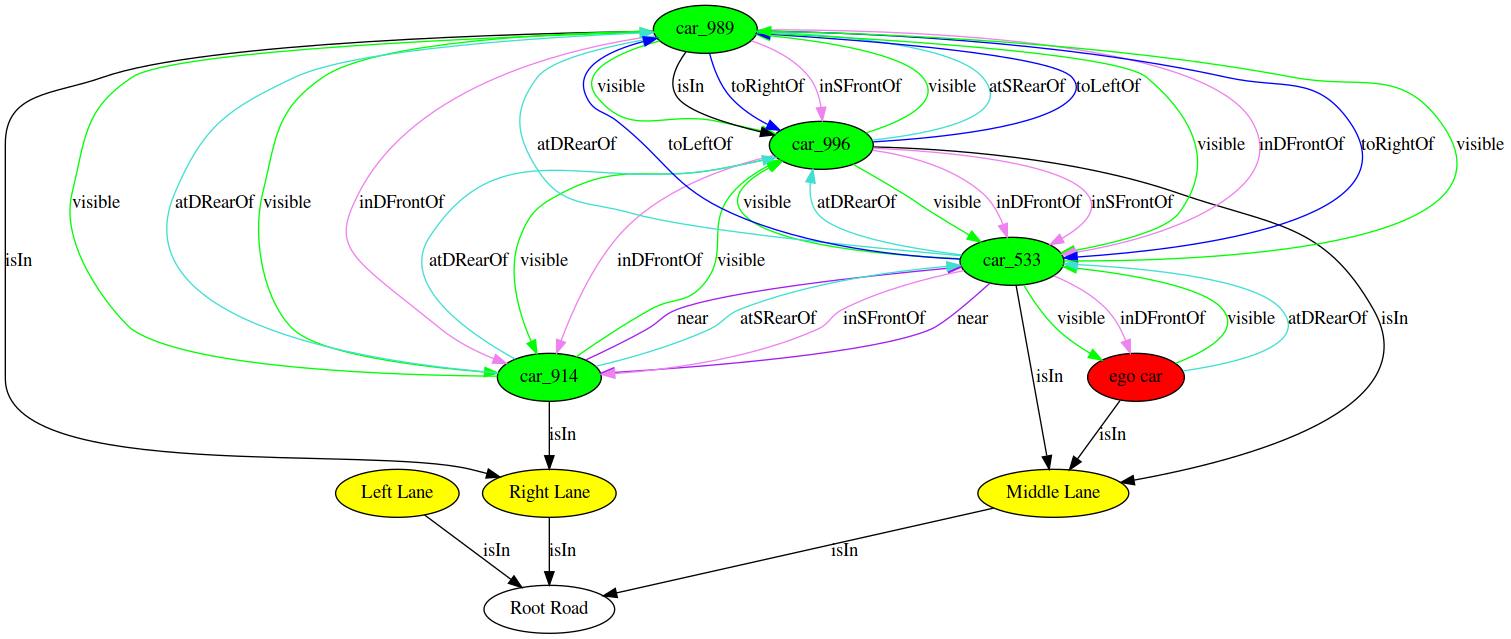 car_989
visible isIn toRightOf inSFrontOf visible atSRearOf toLeftOf
atDRearOf toLeftOf car_996 visible inDFrontOf toRightOf visible
visible atDRearOf visible inDFrontOf visible atDRearOf visible inDFrontOf inSFrontOf
isIn atDRearOf visible inDFrontOf visible car_533
near atSRearOf inSFrontOf near visible inDFrontOf visible atDRearOf isIn
car_914 isIn ego car
isIn isIn
Left Lane Right Lane Middle Lane
isIn isIn isIn
Root Road